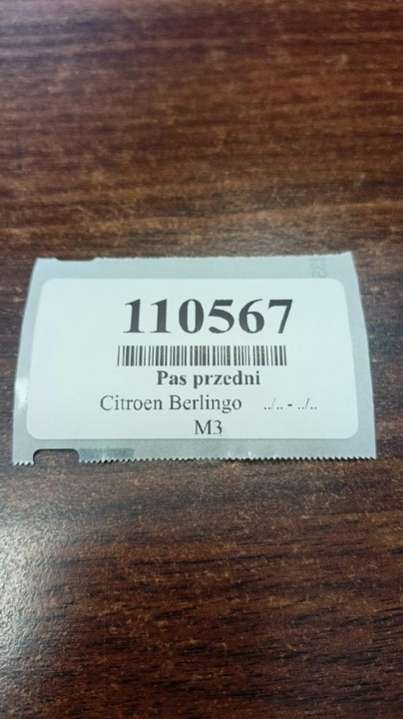 110567
Pas przedni
Citroen Berlingo ../.. - ../..
M3